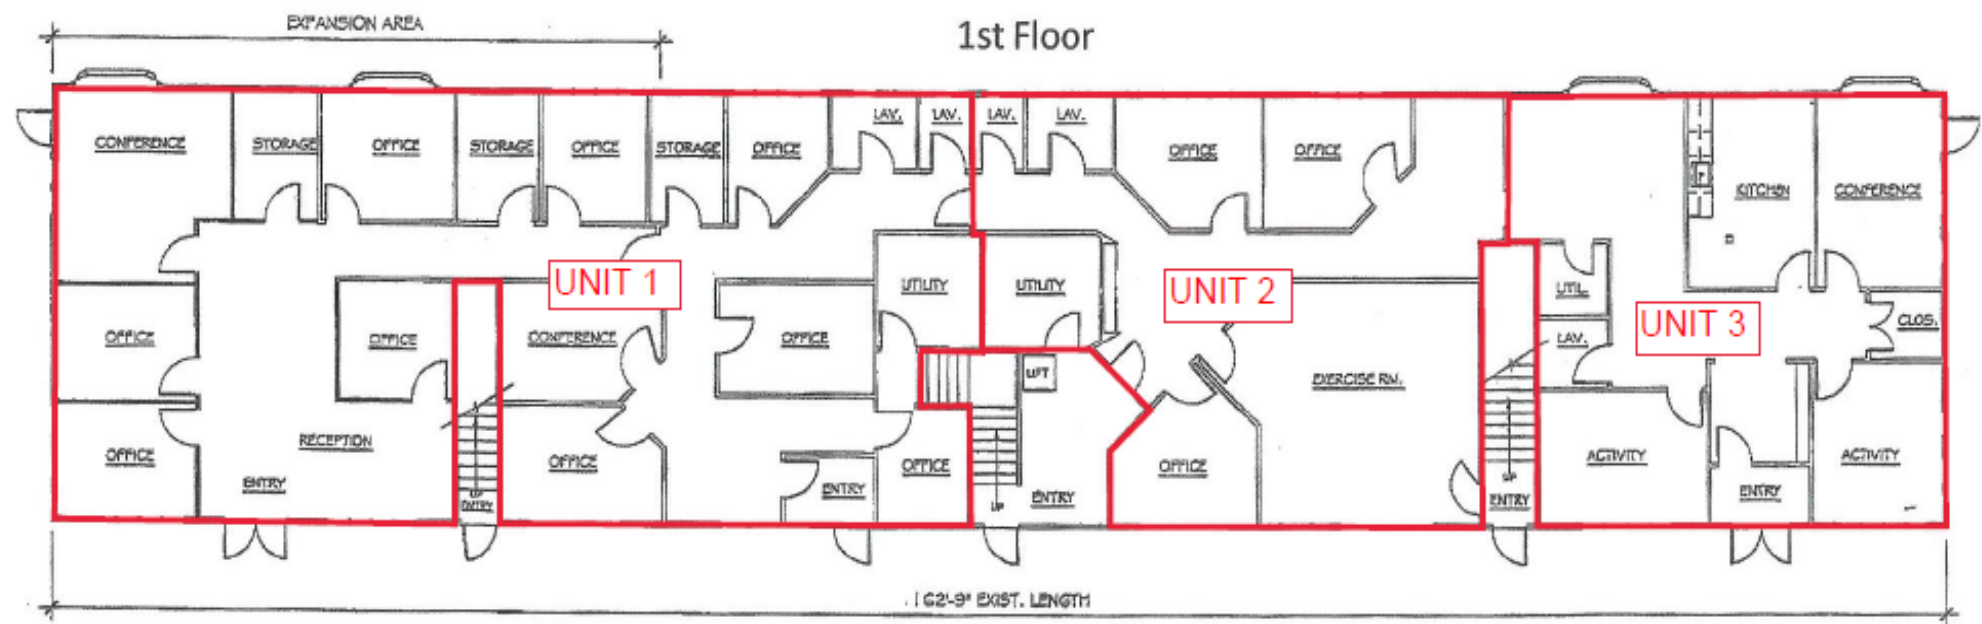 EXPANSION AREA
1st Floor
CONFERENCE
STORAGE
OFFICE
STORAGE
OFFICE
STORAGE
OFFICE
LAV.
LAV.
LAV.
LAV.
OFFICE
OFFICE
KITCHEN
CONFERENCE
UNIT 1
UTILITY
UTILITY
UNIT 2
UTIL.
UNIT 3
CLOS.
OFFICE
OFFICE
CONFERENCE
OFFICE
LIFT
EXERCISE RM.
LAV.
OFFICE
RECEPTION
ENTRY
UP
ENTRY
OFFICE
ENTRY
OFFICE
UP
ENTRY
OFFICE
UP
ENTRY
ACTIVITY
ENTRY
ACTIVITY
162'-9" EXIST. LENGTH